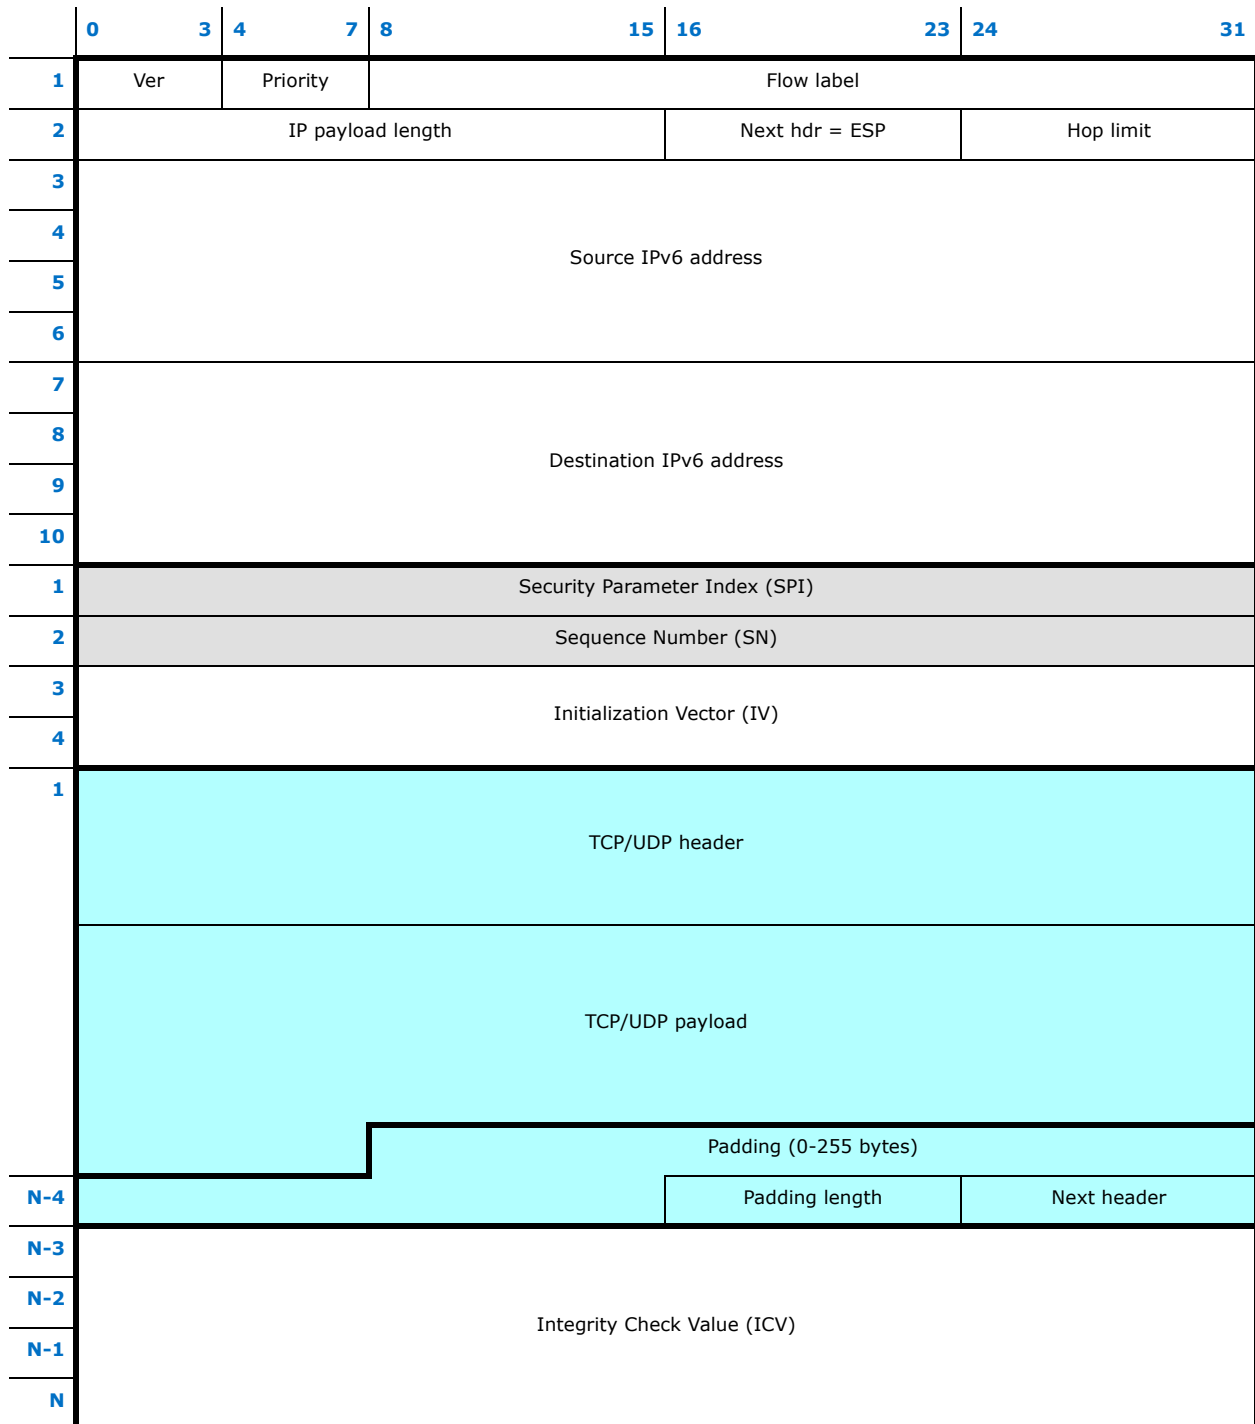 0 3 4 7 8 15 16 23 24 31
1 Ver Priority Flow label
2 IP payload length Next hdr = ESP Hop limit
3
4
Source IPv6 address
5
6
7
8
Destination IPv6 address
9
10
1 Security Parameter Index (SPI)
2 Sequence Number (SN)
3
Initialization Vector (IV)
4
1
TCP/UDP header
TCP/UDP payload
Padding (0-255 bytes)
N-4 Padding length Next header
N-3
N-2
Integrity Check Value (ICV)
N-1
N